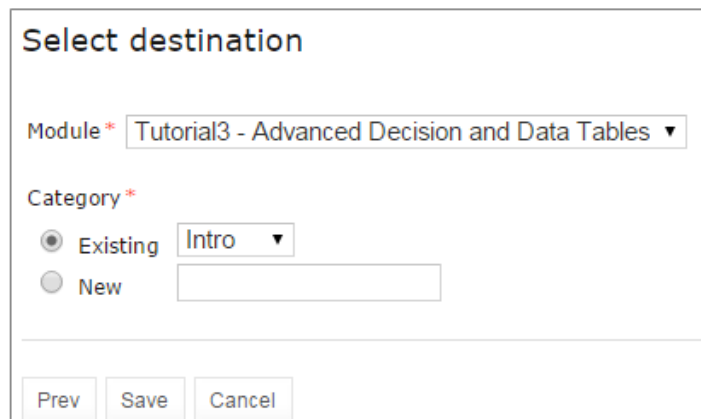 Select destination
Module * Tutorial3 - Advanced Decision and Data Tables
Category *
Existing Intro
New
Prev Save Cancel